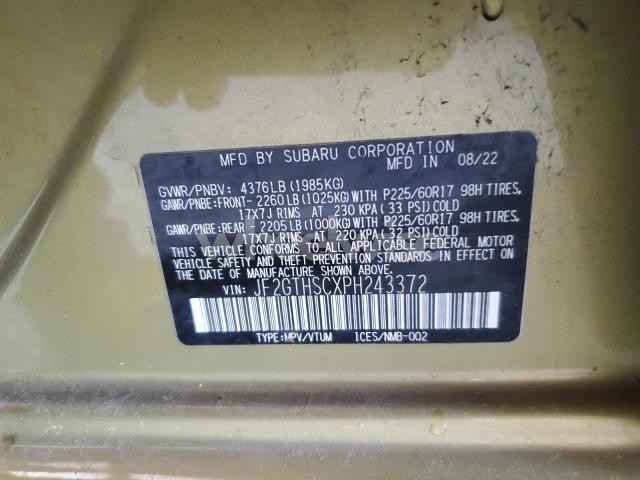 MFD BY SUBARU CORPORATION
MFD IN 08/22
GVWR/PNBV: 4376LB(1985KG)
GAWR/PNBE:FRONT- 2260LB(1025KG)WITH P225/60R17 98H TIRES,
17X7J RIMS AT 230 KPA(33 PSI)COLD
GAWR/PNBE:REAR - 2205LB(1000KG)WITH P225/60R17 98H TIRES,
17X7J RIMS AT 220 KPA(32 PSI)COLD
THIS VEHICLE CONFORMS TO ALL APPLICABLE FEDERAL MOTOR
VEHICLE SAFETY AND THEFT PREVENTION STANDARDS IN EFFECT ON
THE DATE OF MANUFACTURE SHOWN ABOVE.
VIN: JF2GTHSCXPH243372
TYPE:MPV/VTUM ICES/NMB-002